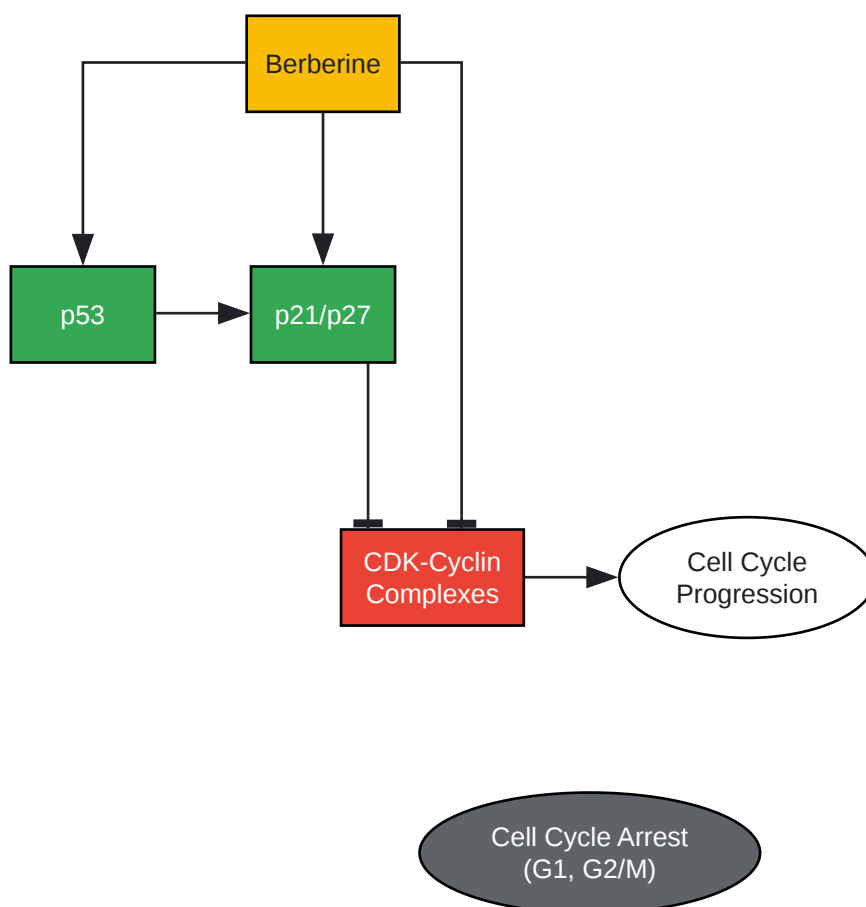 Berberine
p53
p21/p27
CDK-Cyclin
Complexes
Cell Cycle
Progression
Cell Cycle Arrest
(G1, G2/M)